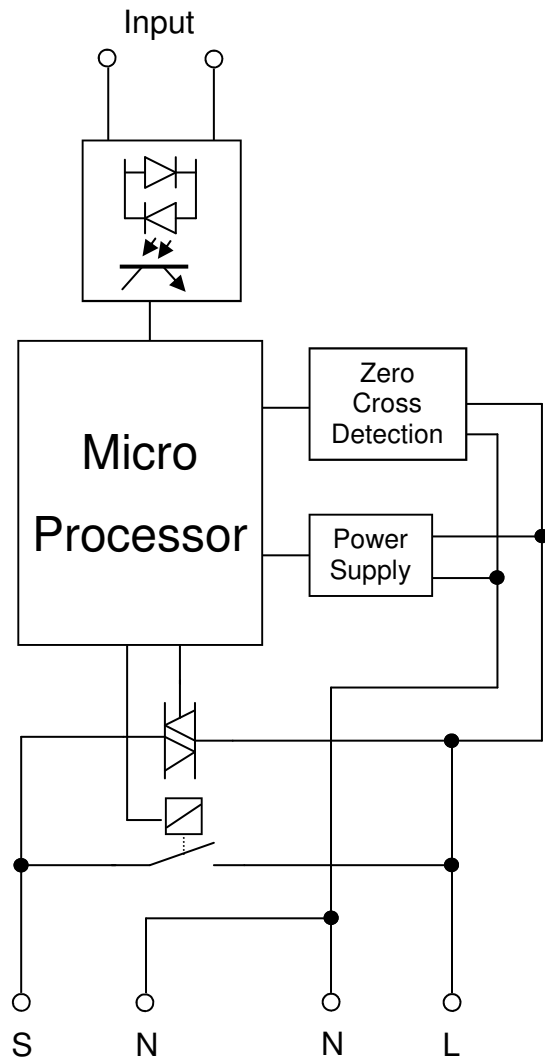 Input
Micro
Processor
Zero
Cross
Detection
Power
Supply
S N N L